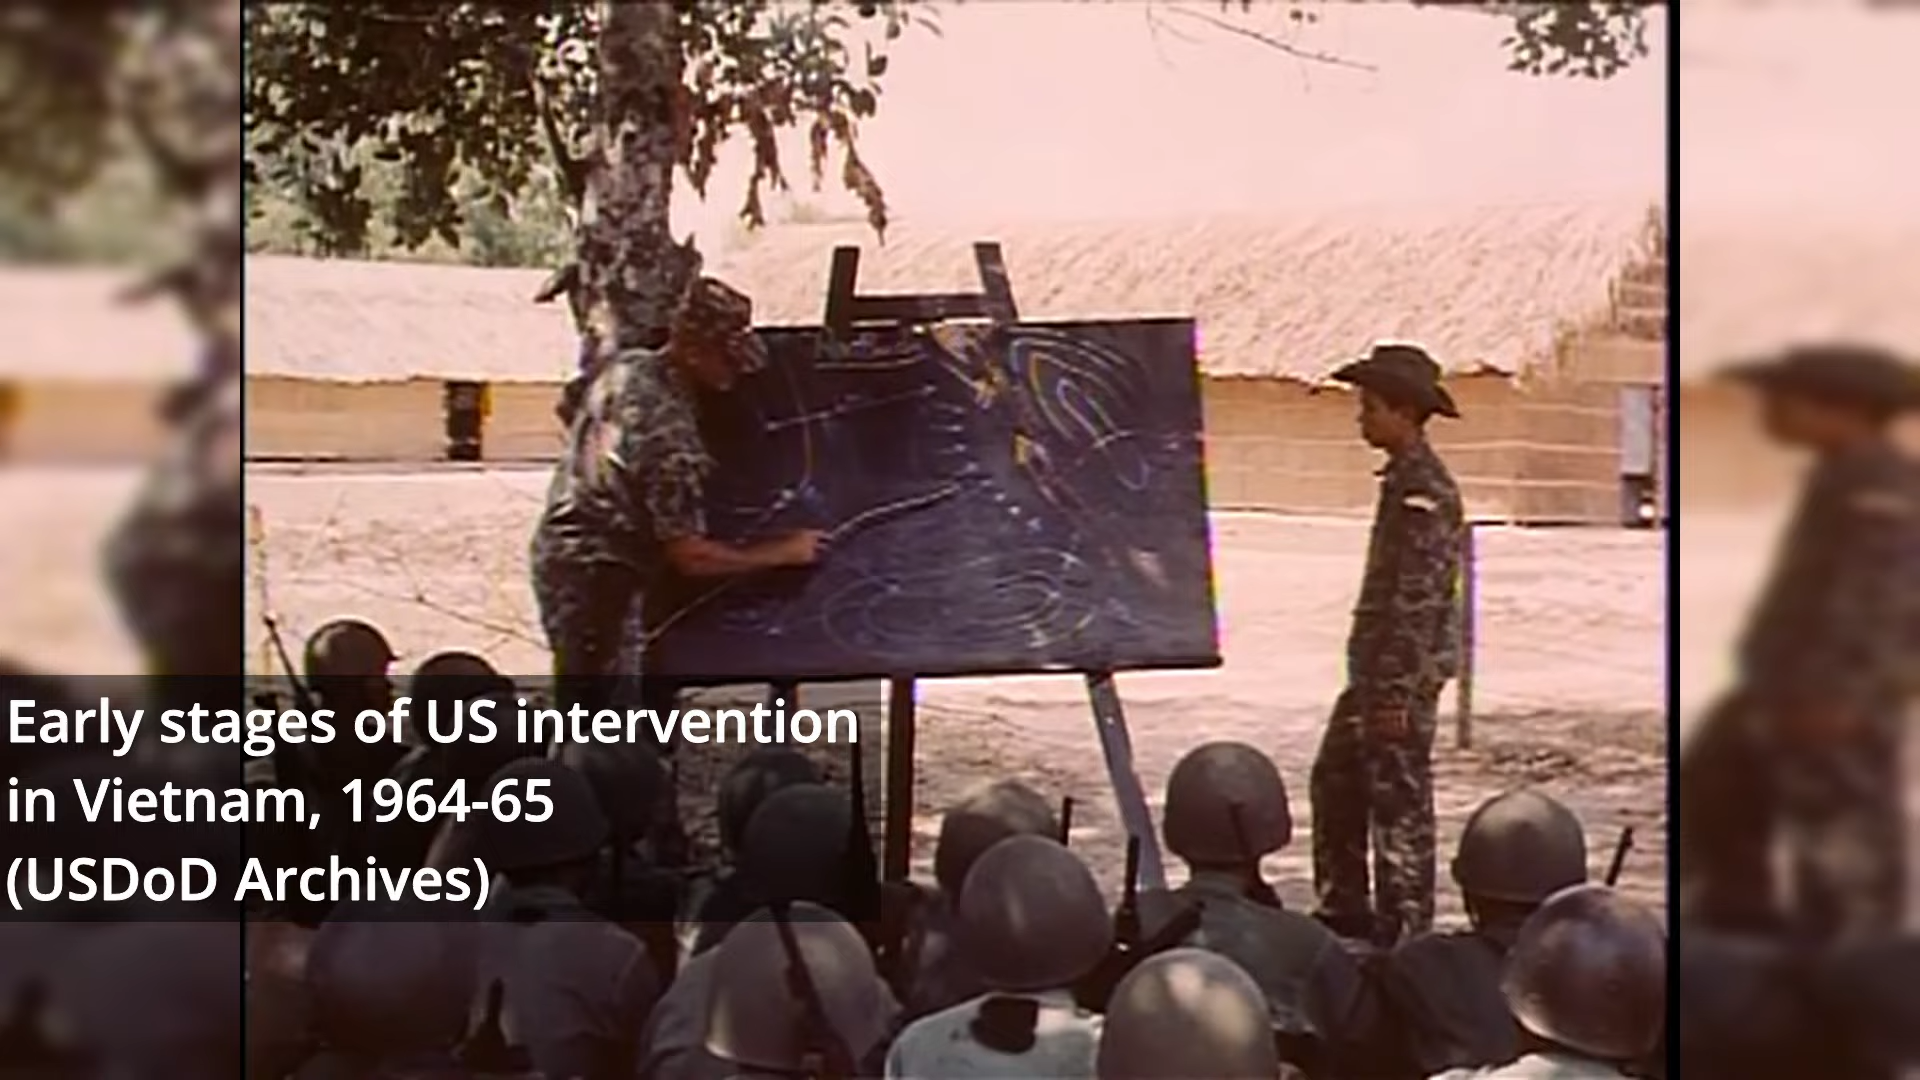 Early stages of US intervention
in Vietnam, 1964-65
(USDoD Archives)